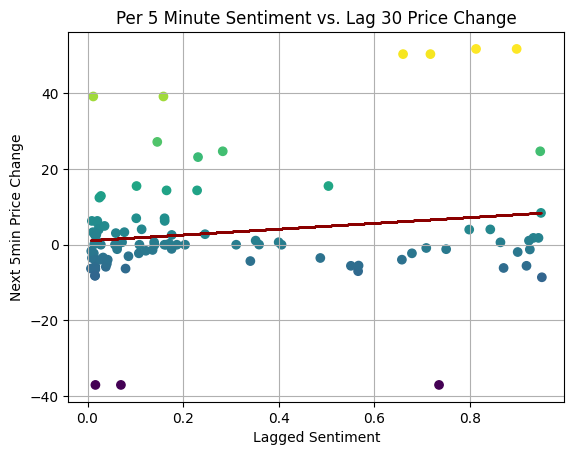 Per 5 Minute Sentiment vs. Lag 30 Price Change
Next 5min Price Change
40
20
0
−20
−40
0.0 0.2 0.4 0.6 0.8
Lagged Sentiment